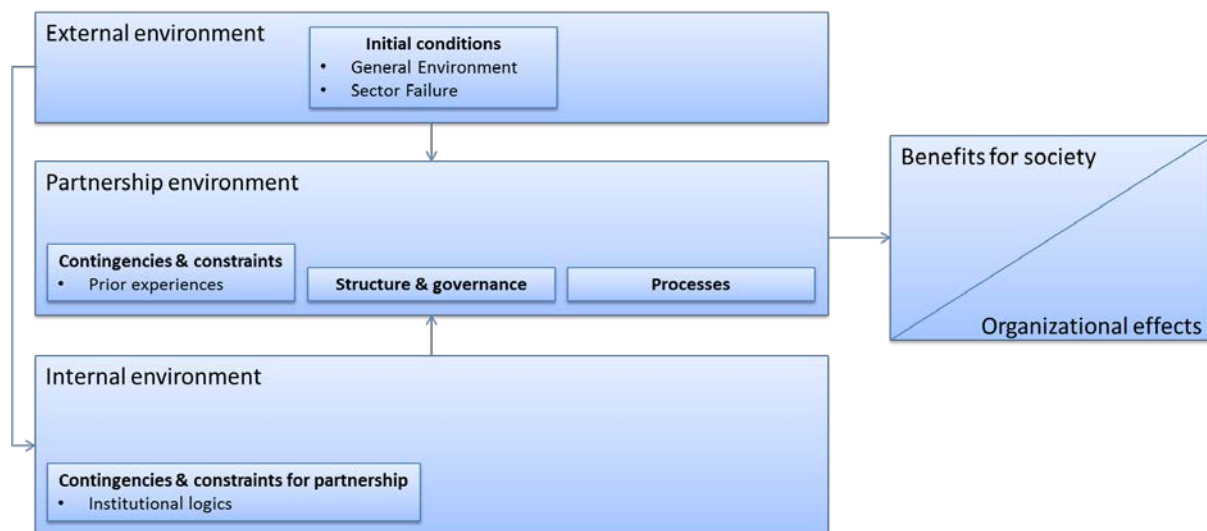 External environment
Initial conditions
• General Environment
• Sector Failure
Partnership environment
Contingencies & constraints
• Prior experiences
Structure & governance
Processes
Benefits for society
Organizational effects
Internal environment
Contingencies & constraints for partnership
• Institutional logics